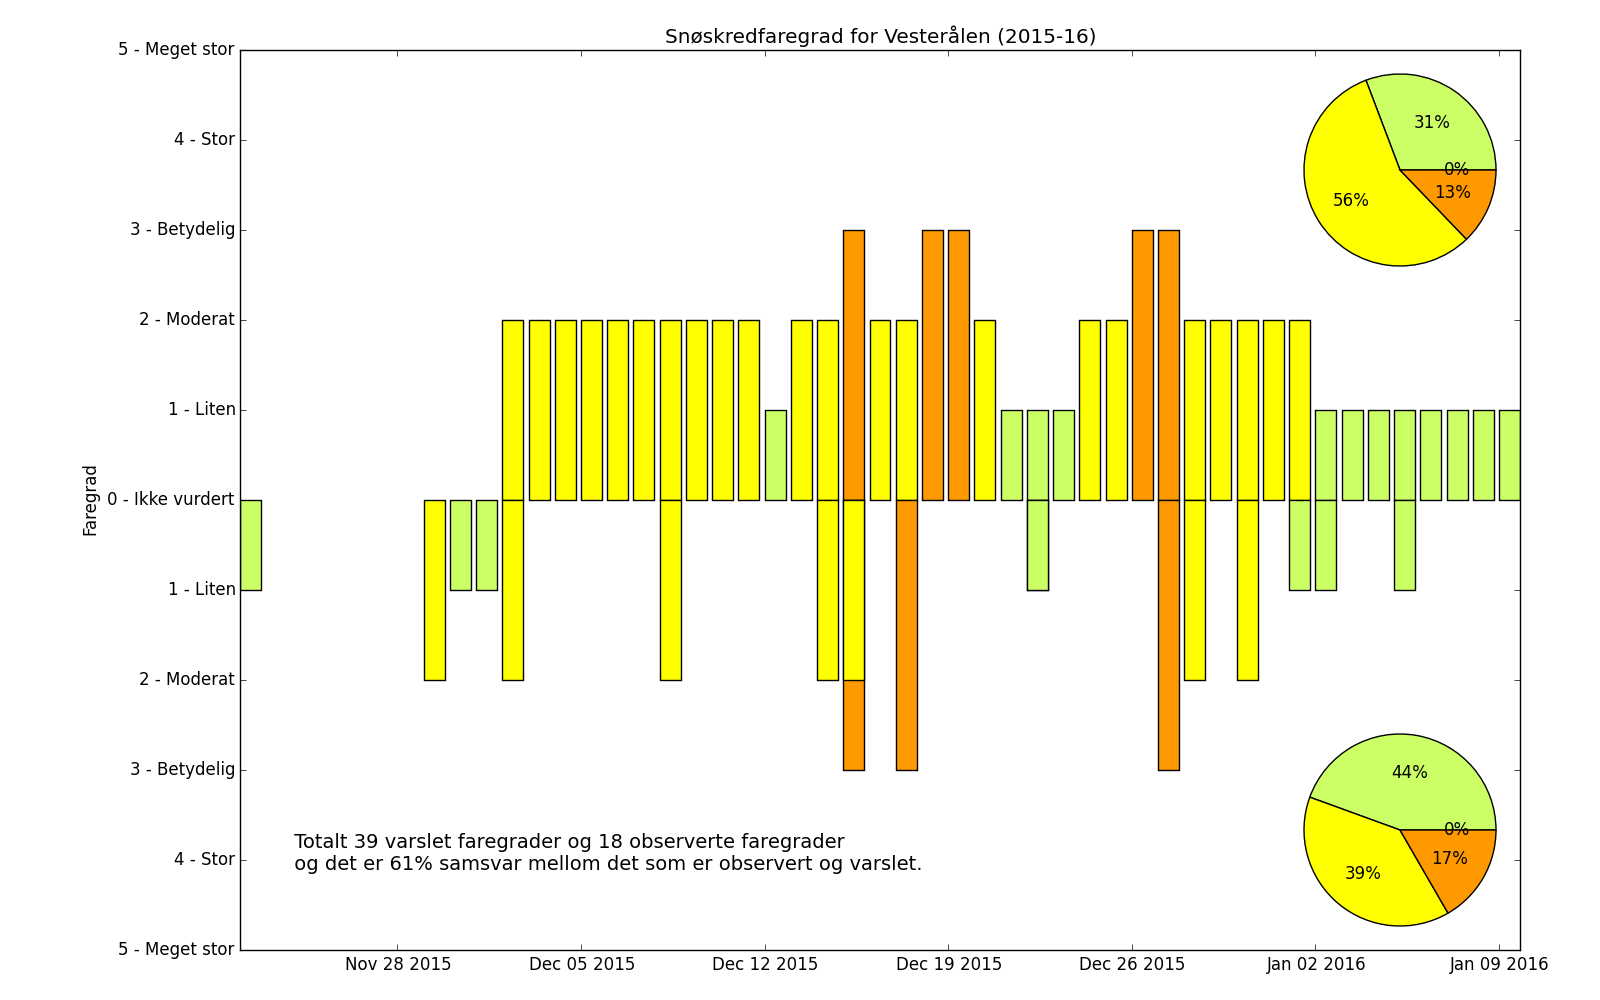 Snøskredfaregrad for Vesterålen (2015-16)
5 - Meget stor
4 - Stor
3 - Betydelig
2 - Moderat
1 - Liten
0 - Ikke vurdert
1 - Liten
2 - Moderat
3 - Betydelig
4 - Stor
5 - Meget stor
Faregrad
31%
0%
56%
13%
44%
0%
39%
17%
Totalt 39 varslet faregrader og 18 observerte faregrader
og det er 61% samsvar mellom det som er observert og varslet.
Nov 28 2015
Dec 05 2015
Dec 12 2015
Dec 19 2015
Dec 26 2015
Jan 02 2016
Jan 09 2016